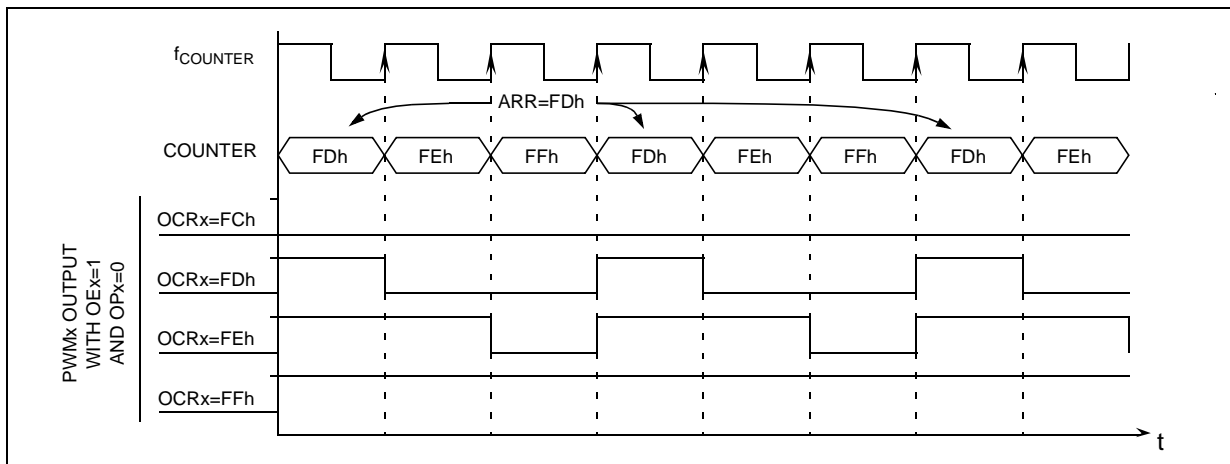 fCOUNTER
ARR=FDh
COUNTER
FDh FEh FFh FDh FEh FFh FDh FEh
PWMx OUTPUT
WITH OEx=1
AND OPx=0
OCRx=FCh
OCRx=FDh
OCRx=FEh
OCRx=FFh
t